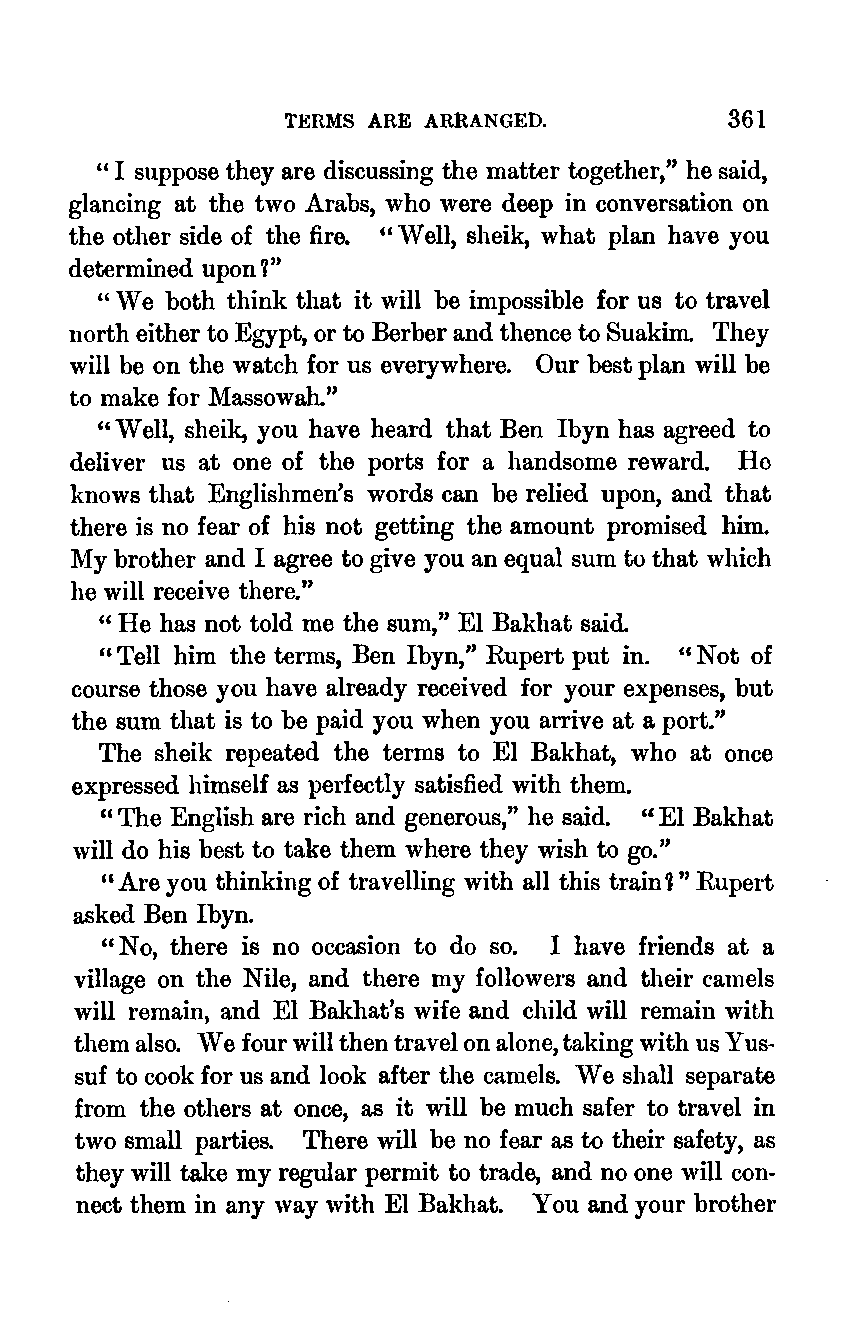 TERMS ARE ARRANGED. 361
“I suppose they are discussing the matter together,” he said,
glancing at the two Arabs, who were deep in conversation on
the other side of the fire. “Well, sheik, what plan have you
determined upon?”
“We both think that it will be impossible for us to travel
north either to Egypt, or to Berber and thence to Suakim. They
will be on the watch for us everywhere. Our best plan will be
to make for Massowah.”
“Well, sheik, you have heard that Ben Ibyn has agreed to
deliver us at one of the ports for a handsome reward. He
knows that Englishmen’s words can be relied upon, and that
there is no fear of his not getting the amount promised him.
My brother and I agree to give you an equal sum to that which
he will receive there.”
“He has not told me the sum,” El Bakhat said.
“Tell him the terms, Ben Ibyn,” Rupert put in. “Not of
course those you have already received for your expenses, but
the sum that is to be paid you when you arrive at a port.”
The sheik repeated the terms to El Bakhat, who at once
expressed himself as perfectly satisfied with them.
“The English are rich and generous,” he said. “El Bakhat
will do his best to take them where they wish to go.”
“Are you thinking of travelling with all this train?” Rupert
asked Ben Ibyn.
“No, there is no occasion to do so. I have friends at a
village on the Nile, and there my followers and their camels
will remain, and El Bakhat’s wife and child will remain with
them also. We four will then travel on alone, taking with us Yus-
suf to cook for us and look after the camels. We shall separate
from the others at once, as it will be much safer to travel in
two small parties. There will be no fear as to their safety, as
they will take my regular permit to trade, and no one will con-
nect them in any way with El Bakhat. You and your brother